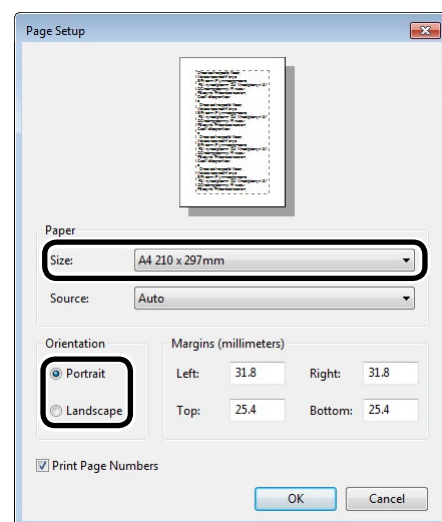 Page Setup
Paper
Size: A4 210 x 297mm
Source: Auto
Orientation Margins (millimeters)
Portrait Left: 31.8 Right: 31.8
Landscape Top: 25.4 Bottom: 25.4
Print Page Numbers
OK Cancel